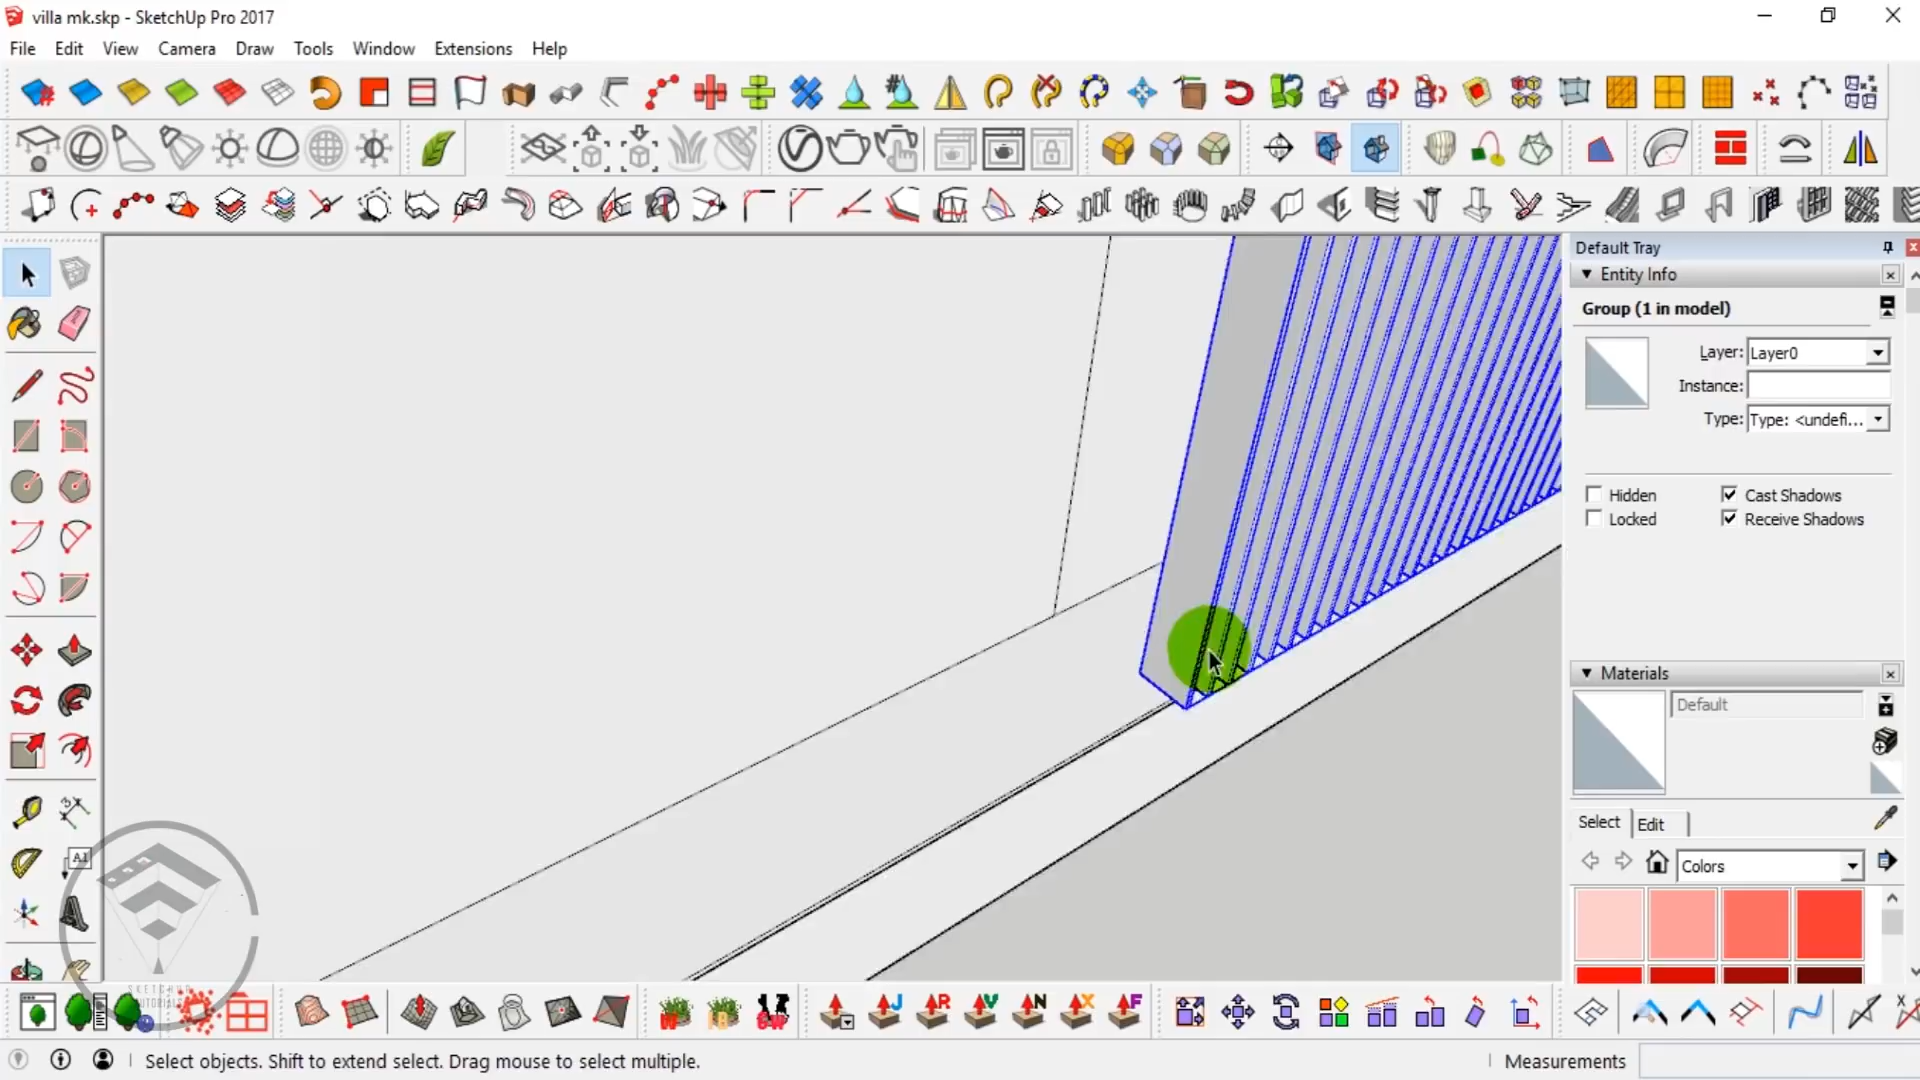 villa mk.skp - SketchUp Pro 2017
File Edit View Camera Draw Tools Window Extensions Help
Default Tray
Entity Info
Group (1 in model)
Layer: Layer0
Instance:
Type: Type: <undefi...
Hidden Cast Shadows
Locked Receive Shadows
Materials
Default
Select Edit
Colors
SKETCHUP
TUTORIALS
J R V N X F
Select objects. Shift to extend select. Drag mouse to select multiple.
Measurements